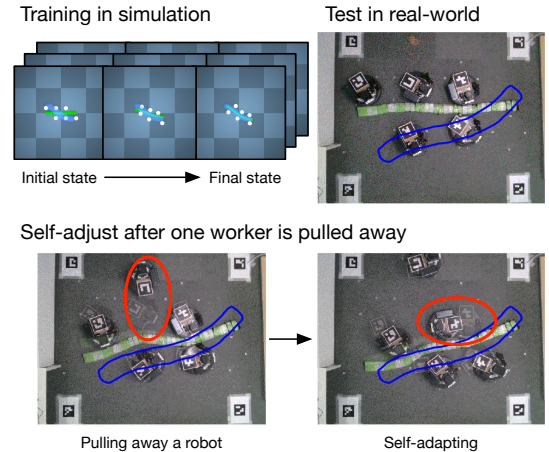 Training in simulation
Test in real-world
Initial state
Final state
Self-adjust after one worker is pulled away
Pulling away a robot
Self-adapting